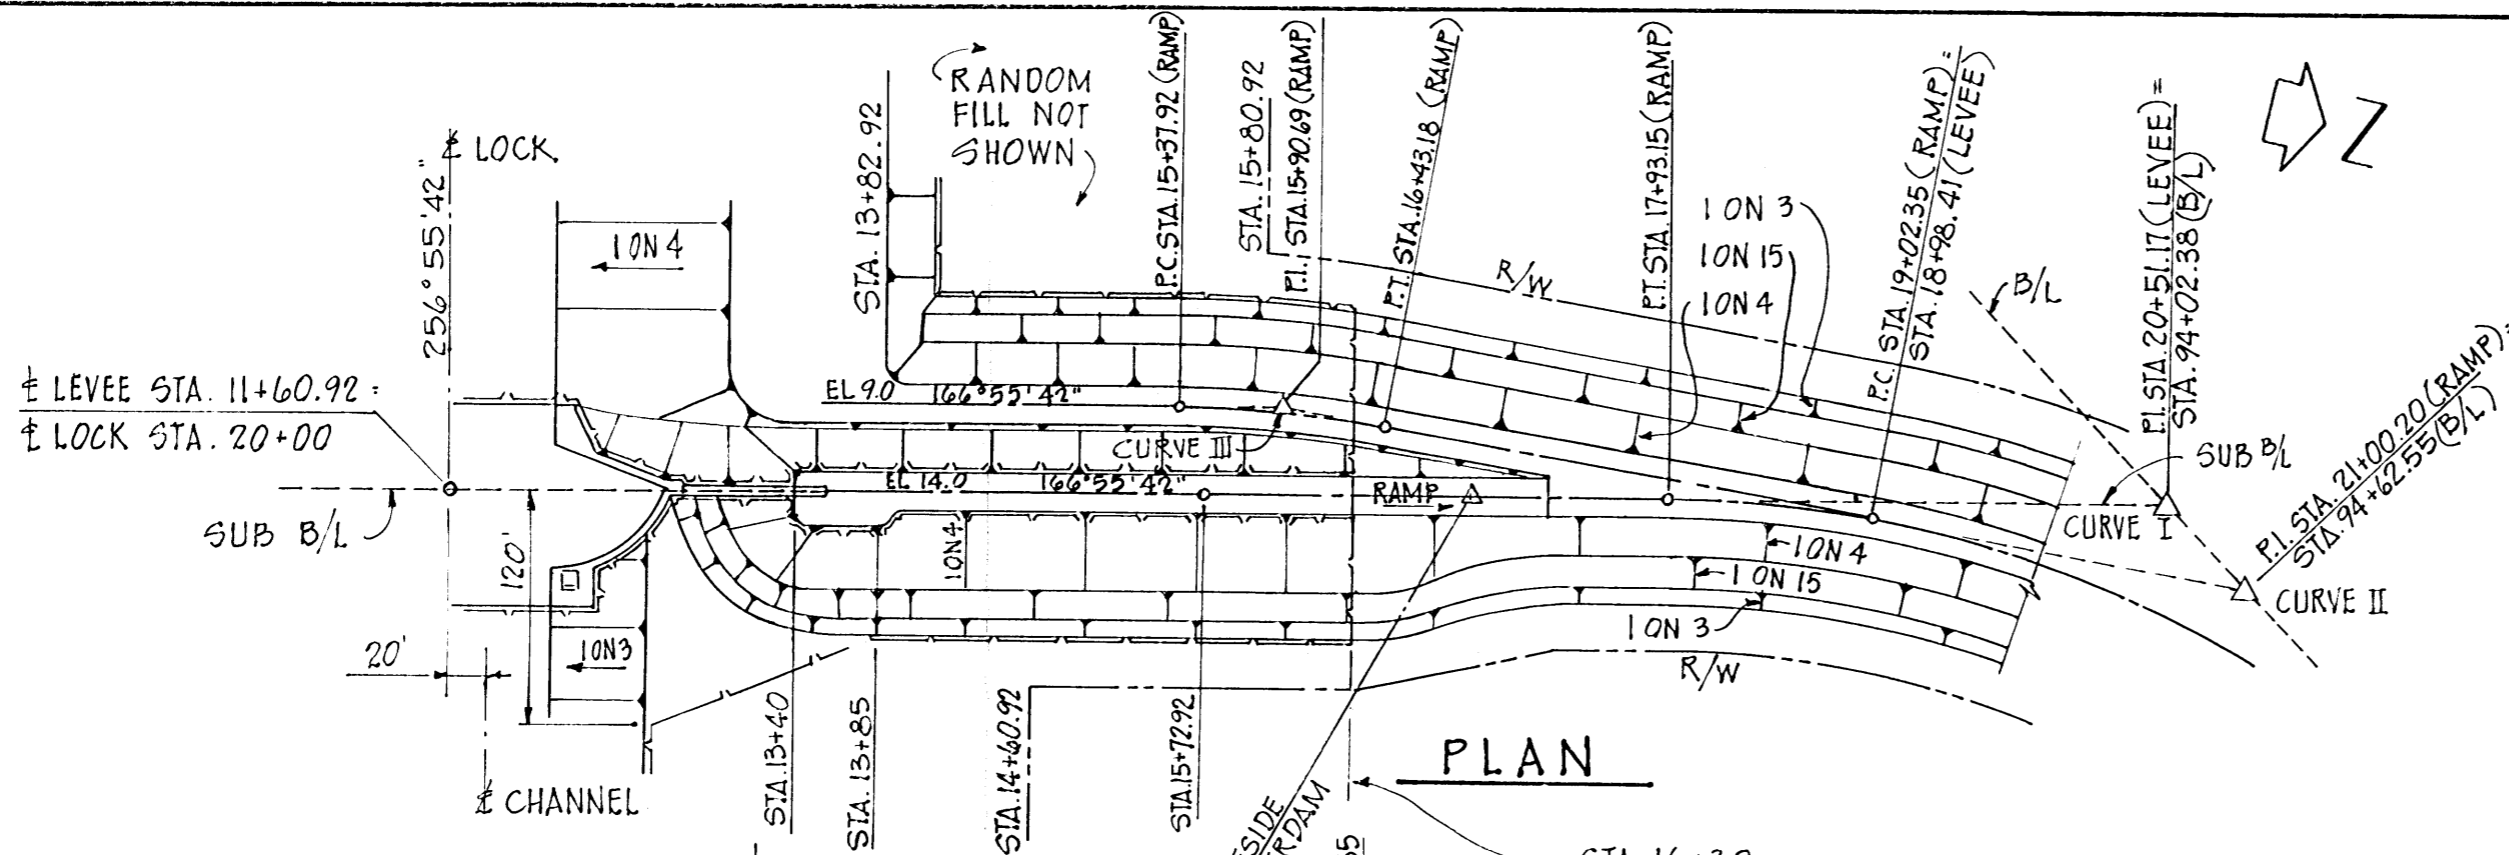 RANDOM
FILL NOT
SHOWN
℄ LOCK
256° 55' 42"
STA. 13+82.92
P.C. STA. 15+37.92 (RAMP)
STA. 15+80.92
P.I. STA. 15+90.69 (RAMP)
P.T. STA. 16+43.18 (RAMP)
P.T. STA. 17+93.15 (RAMP)
P.C. STA. 19+02.35 (RAMP) =
STA. 18+98.41 (LEVEE)
P.I. STA. 20+51.17 (LEVEE) =
STA. 94+02.38 (B/L)
1 ON 3
1 ON 15
1 ON 4
R/W
B/L
1 ON 4
℄ LEVEE STA. 11+60.92 =
℄ LOCK STA. 20+00
EL 9.0
166° 55' 42"
CURVE III
EL 14.0
166° 55' 42"
RAMP
SUB B/L
SUB B/L
CURVE I
P.I. STA. 21+00.20 (RAMP) =
STA. 94+62.55 (B/L)
CURVE II
1 ON 4
1 ON 4
1 ON 15
1 ON 3
R/W
120'
1 ON 3
20'
℄ CHANNEL
STA. 13+40
STA. 13+85
STA. 14+60.92
STA. 15+72.92
PLAN
Z